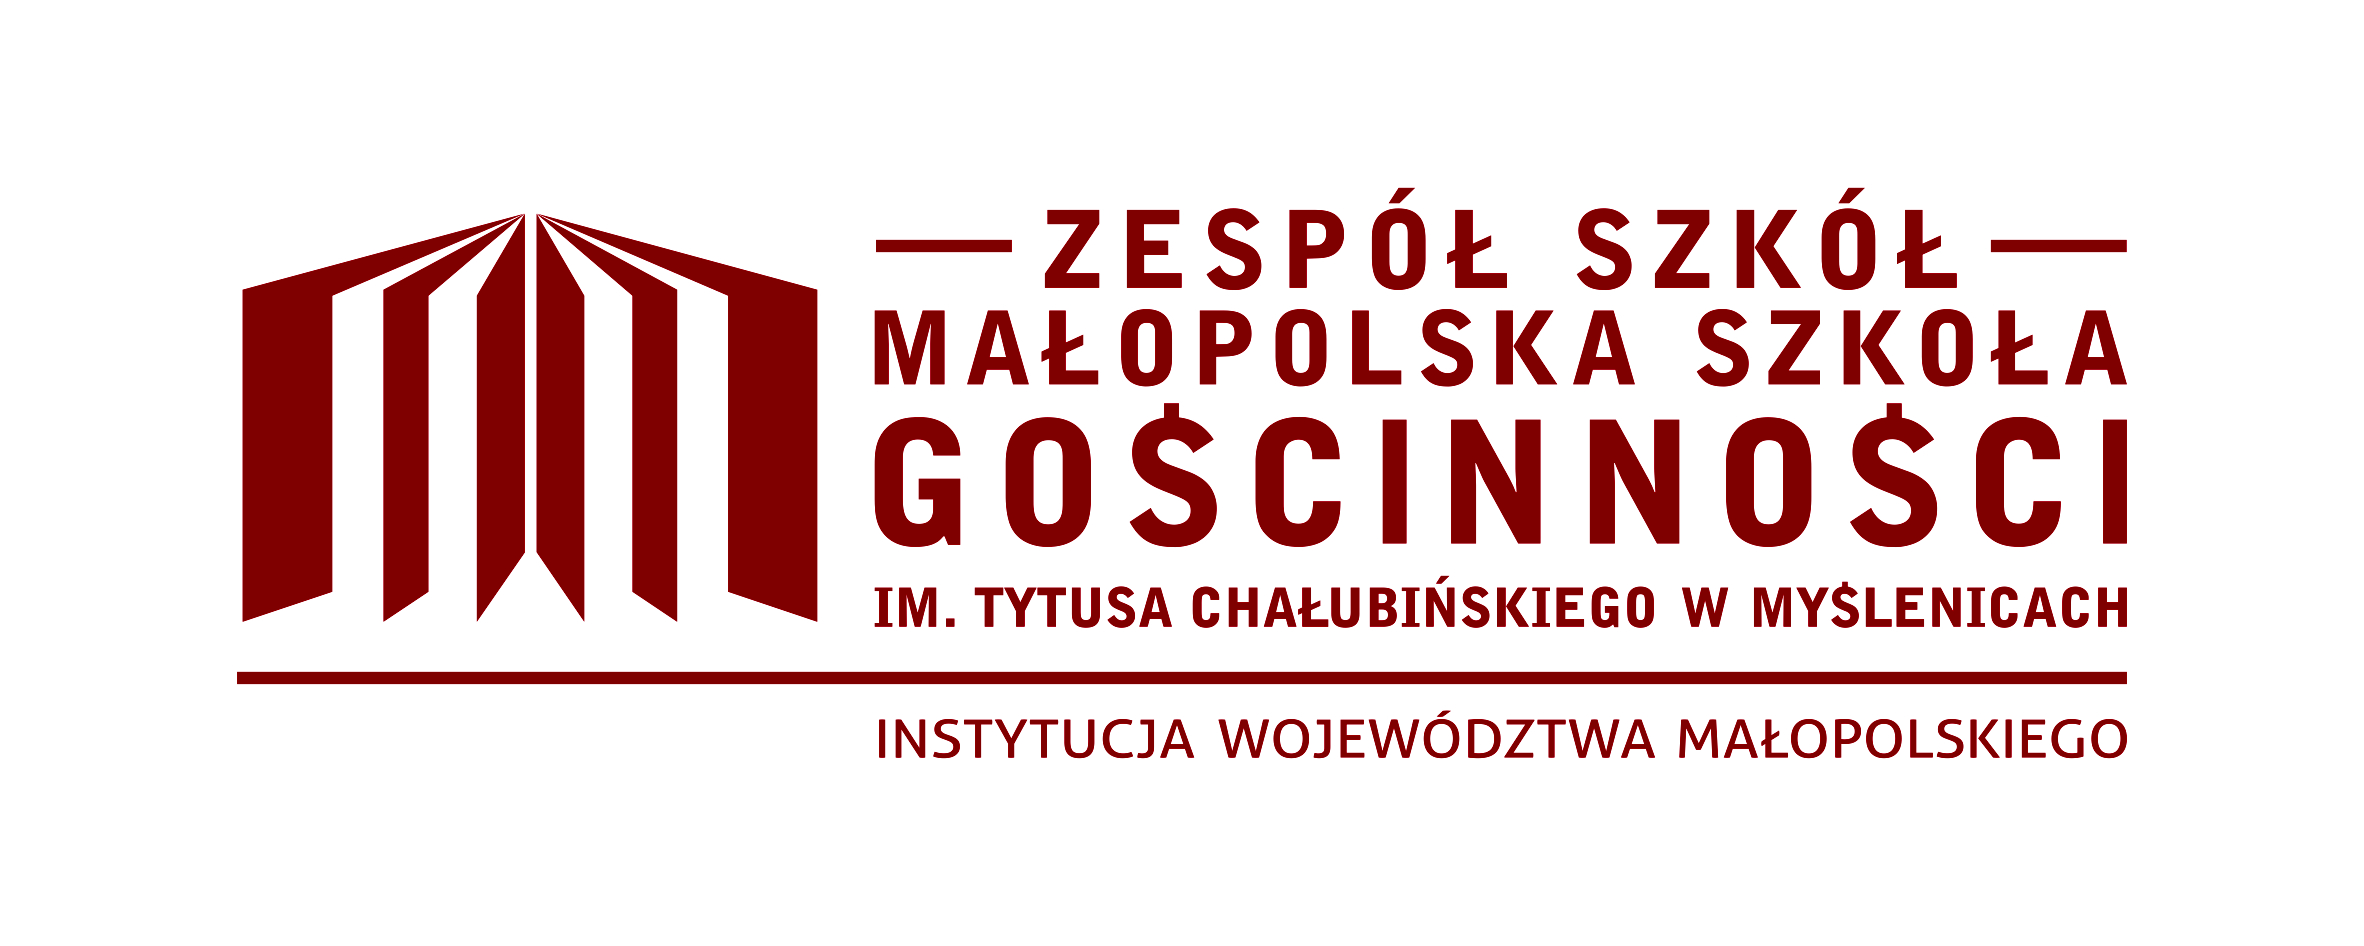 ZESPÓŁ SZKÓŁ
MAŁOPOLSKA SZKOŁA
GOŚCINNOŚCI
IM. TYTUSA CHAŁUBIŃSKIEGO W MYŚLENICACH
INSTYTUCJA WOJEWÓDZTWA MAŁOPOLSKIEGO